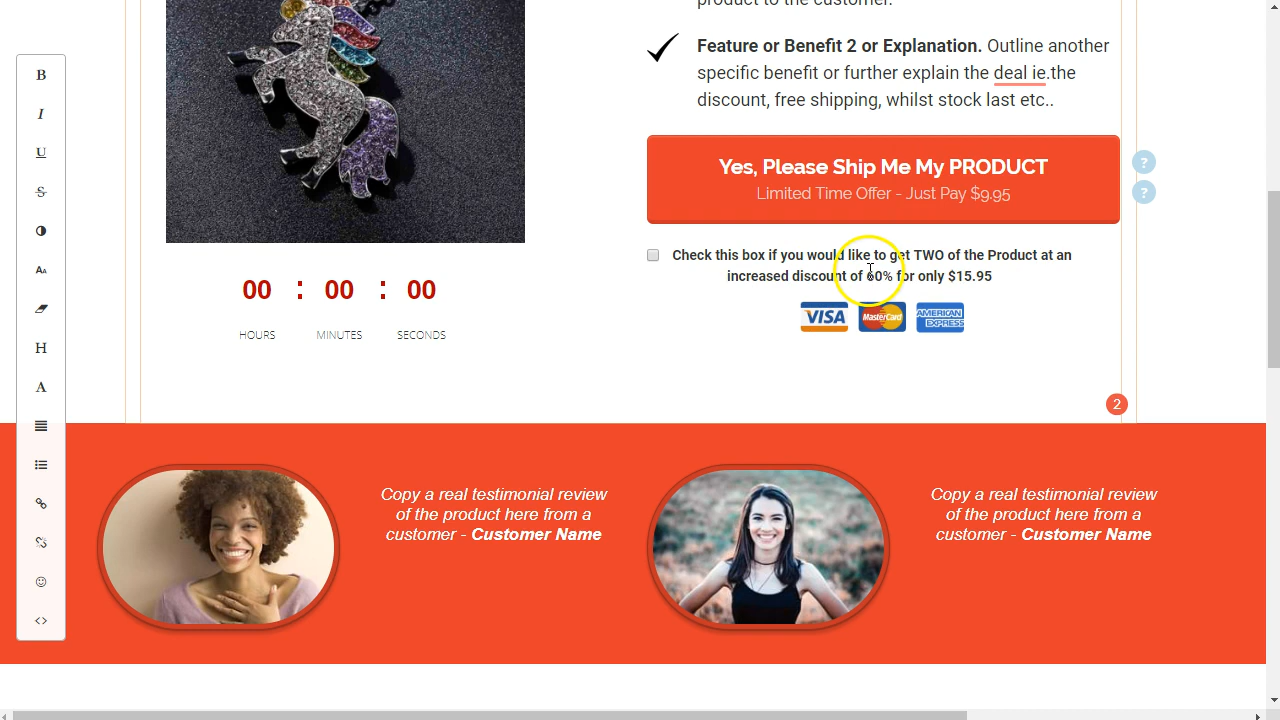 product to the customer.
Feature or Benefit 2 or Explanation. Outline another
specific benefit or further explain the deal ie.the
discount, free shipping, whilst stock last etc..
Yes, Please Ship Me My PRODUCT
Limited Time Offer - Just Pay $9.95
?
?
Check this box if you would like to get TWO of the Product at an
increased discount of 60% for only $15.95
VISA MasterCard AMERICAN EXPRESS
00 : 00 : 00
HOURS MINUTES SECONDS
2
Copy a real testimonial review
of the product here from a
customer - Customer Name
Copy a real testimonial review
of the product here from a
customer - Customer Name
B
I
U
S
AA
H
A